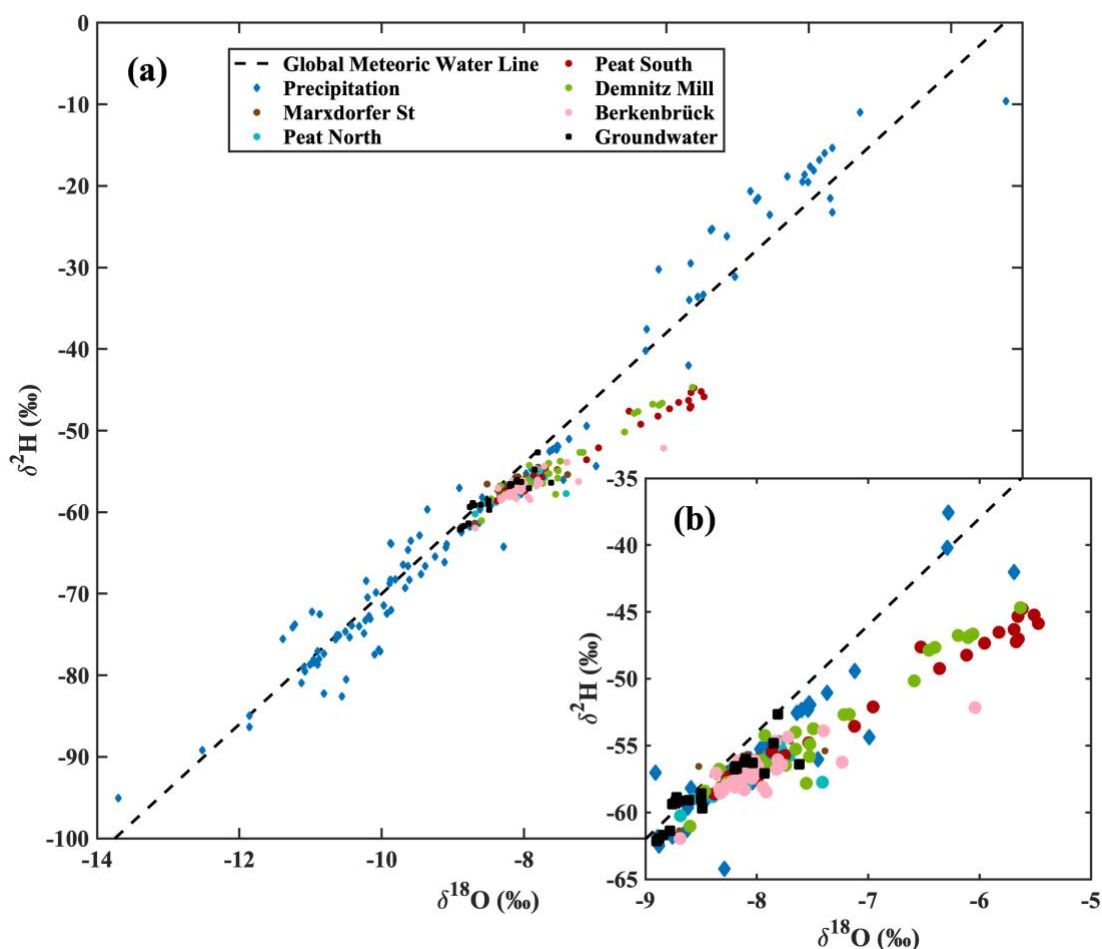 (a)
Global Meteoric Water Line
Precipitation
Marxdorfer St
Peat North
Peat South
Demnitz Mill
Berkenbrück
Groundwater
0
-10
-20
-30
-40
-50
-60
-70
-80
-90
-100
δ²H (‰)
-14
-12
-10
-8
δ¹⁸O (‰)
(b)
-35
-40
-45
-50
-55
-60
-65
δ²H (‰)
-9
-8
-7
-6
-5
δ¹⁸O (‰)